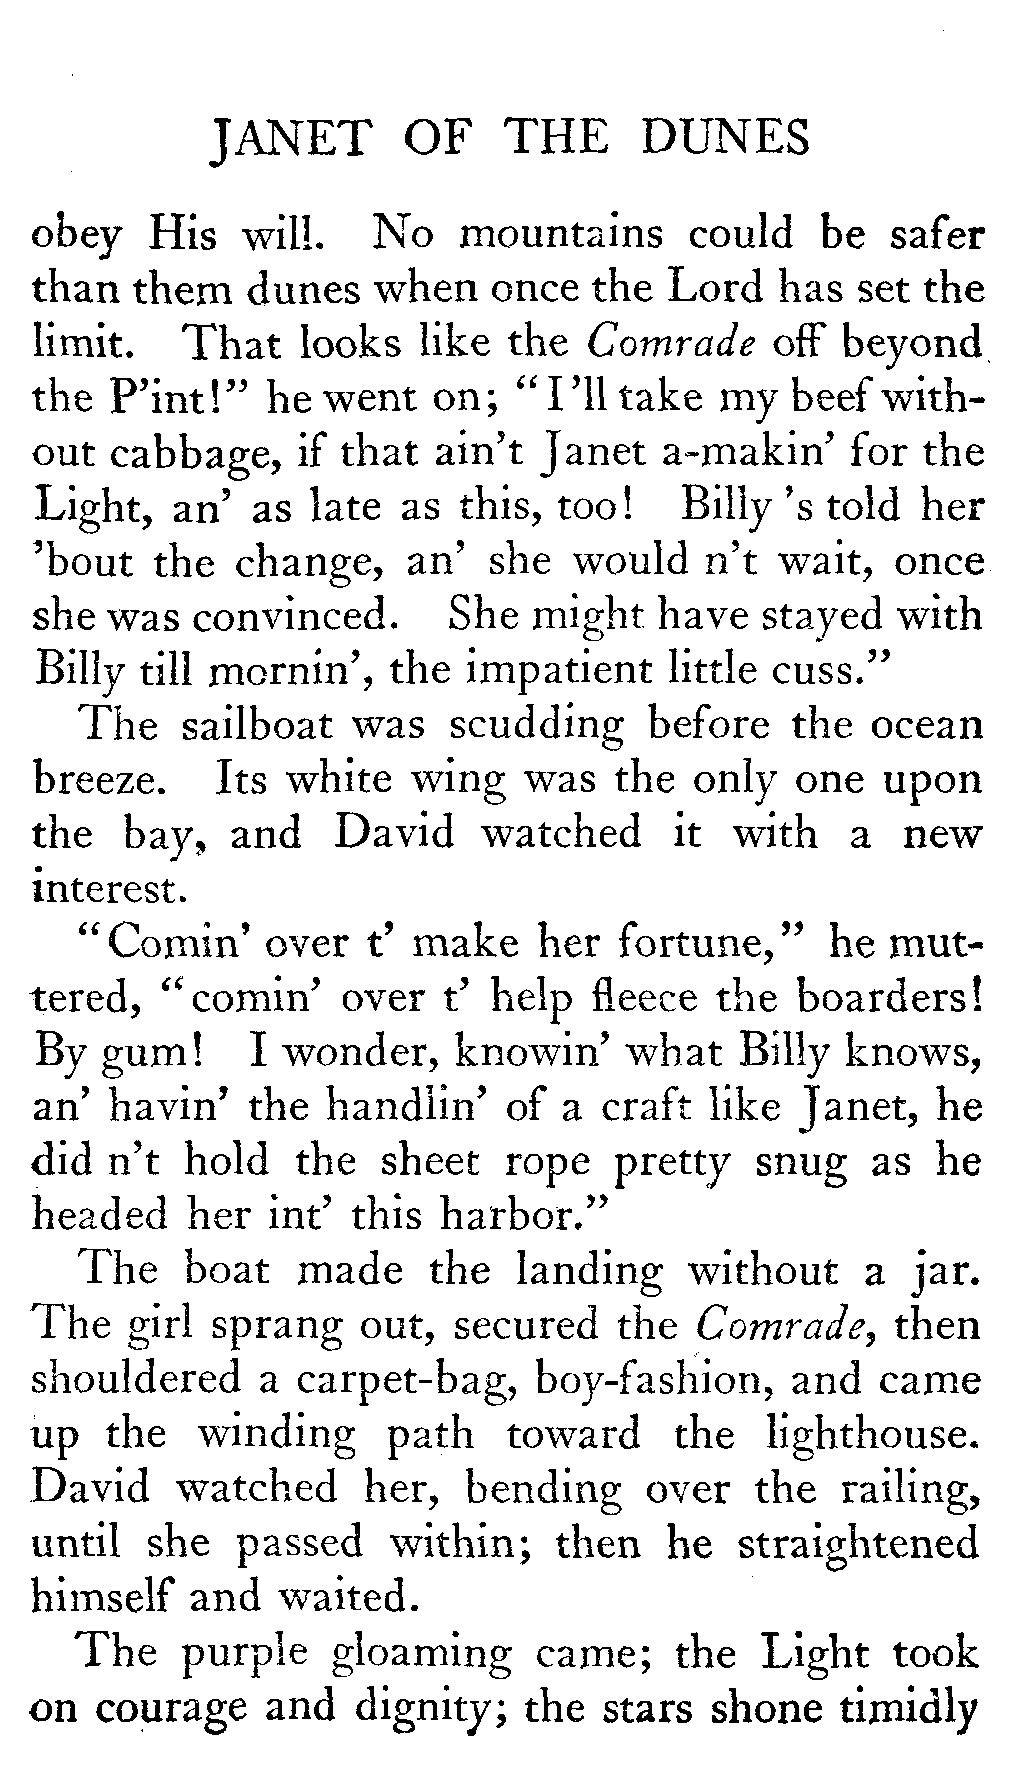 JANET OF THE DUNES
obey His will. No mountains could be safer
than them dunes when once the Lord has set the
limit. That looks like the Comrade off beyond
the P'int!” he went on; “I 'll take my beef with-
out cabbage, if that ain't Janet a-makin' for the
Light, an' as late as this, too! Billy 's told her
'bout the change, an' she would n't wait, once
she was convinced. She might have stayed with
Billy till mornin', the impatient little cuss.”
The sailboat was scudding before the ocean
breeze. Its white wing was the only one upon
the bay, and David watched it with a new
interest.
“Comin' over t' make her fortune,” he mut-
tered, “comin' over t' help fleece the boarders!
By gum! I wonder, knowin' what Billy knows,
an' havin' the handlin' of a craft like Janet, he
did n't hold the sheet rope pretty snug as he
headed her int' this harbor.”
The boat made the landing without a jar.
The girl sprang out, secured the Comrade, then
shouldered a carpet-bag, boy-fashion, and came
up the winding path toward the lighthouse.
David watched her, bending over the railing,
until she passed within; then he straightened
himself and waited.
The purple gloaming came; the Light took
on courage and dignity; the stars shone timidly